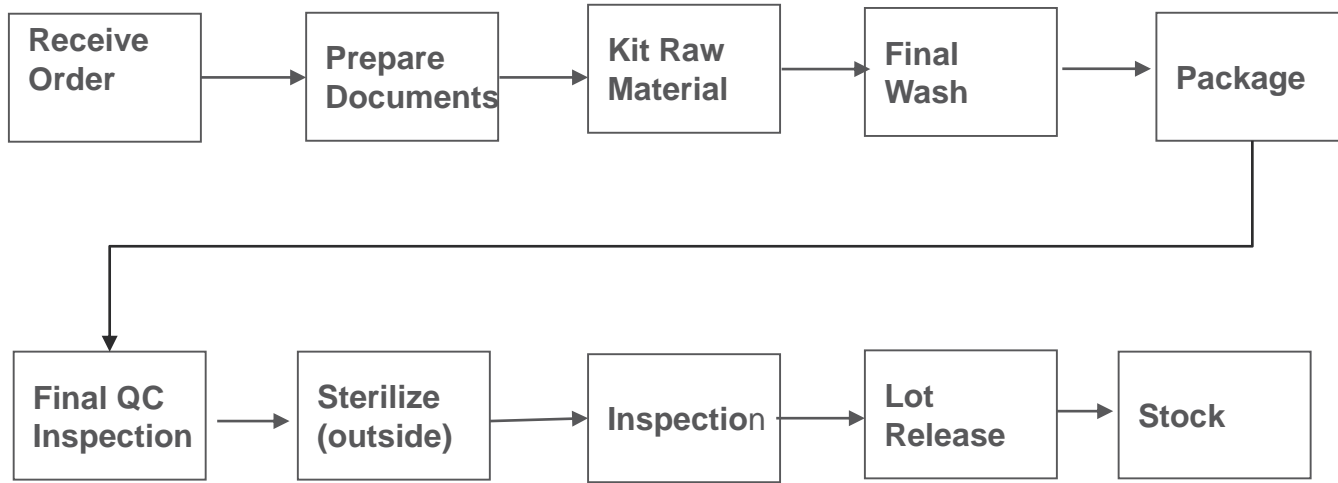 Receive
Order
Prepare
Documents
Kit Raw
Material
Final
Wash
Package
Final QC
Inspection
Sterilize
(outside)
Inspection
Lot
Release
Stock